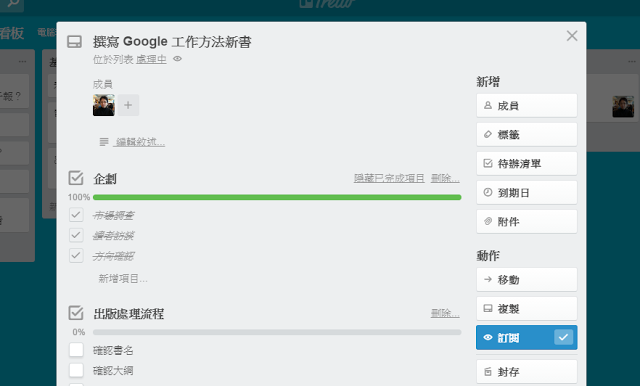 Trello
看板
撰寫 Google 工作方法新書
位於列表 處理中
成員
編輯敘述...
企劃
隱藏已完成項目 刪除...
100%
市場調查
讀者訪談
方向確認
新增項目...
出版處理流程
刪除...
0%
確認書名
確認大綱
新增
成員
標籤
待辦清單
到期日
附件
動作
移動
複製
訂閱
封存